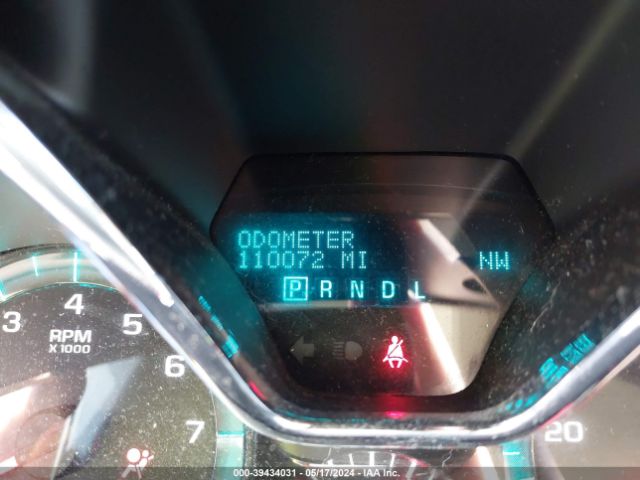 ODOMETER
110072 MI NW
P R N D L
3 4 5 6 7
RPM
X1000
20
000-39434031 - 05/17/2024 - IAA Inc.